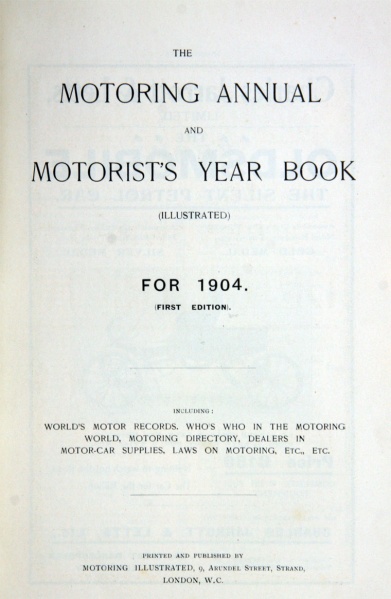 THE
MOTORING ANNUAL
AND
MOTORIST'S YEAR BOOK
(ILLUSTRATED)
FOR 1904.
(FIRST EDITION).
INCLUDING:
WORLD'S MOTOR RECORDS, WHO'S WHO IN THE MOTORING
WORLD, MOTORING DIRECTORY, DEALERS IN
MOTOR-CAR SUPPLIES, LAWS ON MOTORING, ETC., ETC.
PRINTED AND PUBLISHED BY
MOTORING ILLUSTRATED, 9, ARUNDEL STREET, STRAND,
LONDON, W.C.